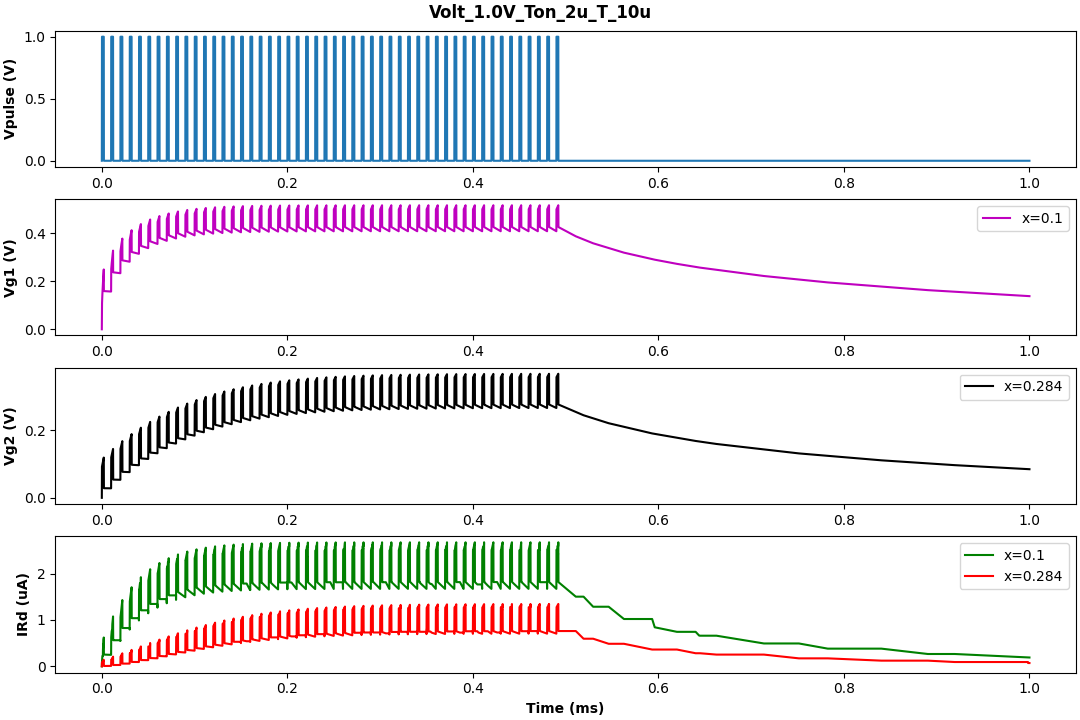 Volt_1.0V_Ton_2u_T_10u
Vpulse (V)
1.0
0.5
0.0
0.0 0.2 0.4 0.6 0.8 1.0
Vg1 (V)
0.4
0.2
0.0
x=0.1
0.0 0.2 0.4 0.6 0.8 1.0
Vg2 (V)
0.2
0.0
x=0.284
0.0 0.2 0.4 0.6 0.8 1.0
IRd (uA)
2
1
0
x=0.1
x=0.284
0.0 0.2 0.4 0.6 0.8 1.0
Time (ms)